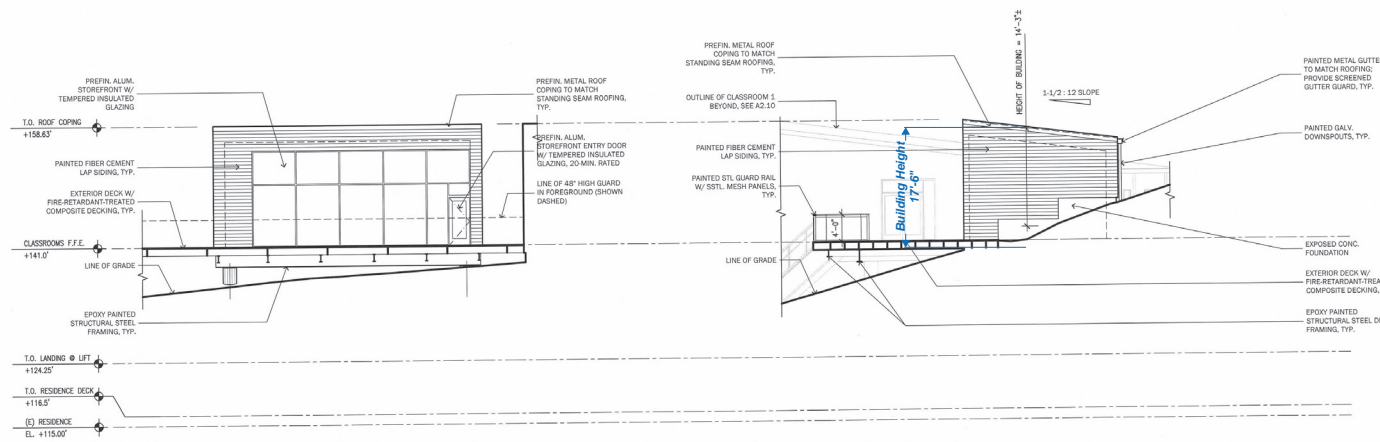 PREFIN. ALUM.
STOREFRONT W/
TEMPERED INSULATED
GLAZING
T.O. ROOF COPING
+158.63'
PAINTED FIBER CEMENT
LAP SIDING, TYP.
EXTERIOR DECK W/
FIRE-RETARDANT-TREATED
COMPOSITE DECKING, TYP.
CLASSROOMS F.F.E.
+141.0'
LINE OF GRADE
EPOXY PAINTED
STRUCTURAL STEEL
FRAMING, TYP.
T.O. LANDING @ LIFT
+124.25'
T.O. RESIDENCE DECK
+116.5'
(E) RESIDENCE
EL. +115.00'
PREFIN. METAL ROOF
COPING TO MATCH
STANDING SEAM ROOFING,
TYP.
PREFIN. ALUM.
STOREFRONT ENTRY DOOR
W/ TEMPERED INSULATED
GLAZING, 20-MIN. RATED
LINE OF 48" HIGH GUARD
IN FOREGROUND (SHOWN
DASHED)
PREFIN. METAL ROOF
COPING TO MATCH
STANDING SEAM ROOFING,
TYP.
OUTLINE OF CLASSROOM 1
BEYOND, SEE A2.10
PAINTED FIBER CEMENT
LAP SIDING, TYP.
PAINTED STL GUARD RAIL
W/ SSTL. MESH PANELS,
TYP.
4'-0"
LINE OF GRADE
Building Height
17'-6"
HEIGHT OF BUILDING = 14'-3"±
1-1/2 : 12 SLOPE
PAINTED METAL GUTTE
TO MATCH ROOFING;
PROVIDE SCREENED
GUTTER GUARD, TYP.
PAINTED GALV.
DOWNSPOUTS, TYP.
EXPOSED CONC.
FOUNDATION
EXTERIOR DECK W/
FIRE-RETARDANT-TREA
COMPOSITE DECKING,
EPOXY PAINTED
STRUCTURAL STEEL D
FRAMING, TYP.